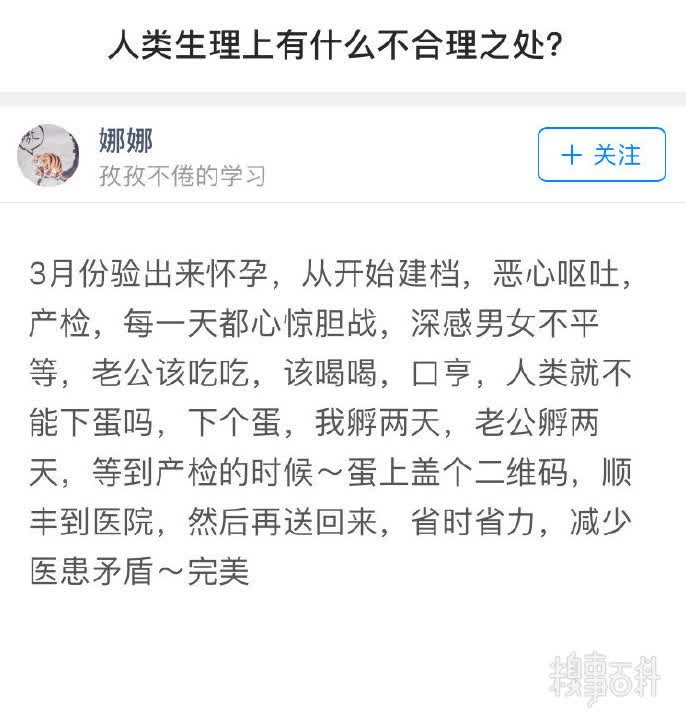 人类生理上有什么不合理之处?
娜娜
孜孜不倦的学习
+ 关注
3月份验出来怀孕，从开始建档，恶心呕吐，
产检，每一天都心惊胆战，深感男女不平
等，老公该吃吃，该喝喝，口亨，人类就不
能下蛋吗，下个蛋，我孵两天，老公孵两
天，等到产检的时候～蛋上盖个二维码，顺
丰到医院，然后再送回来，省时省力，减少
医患矛盾～完美
糗事百科